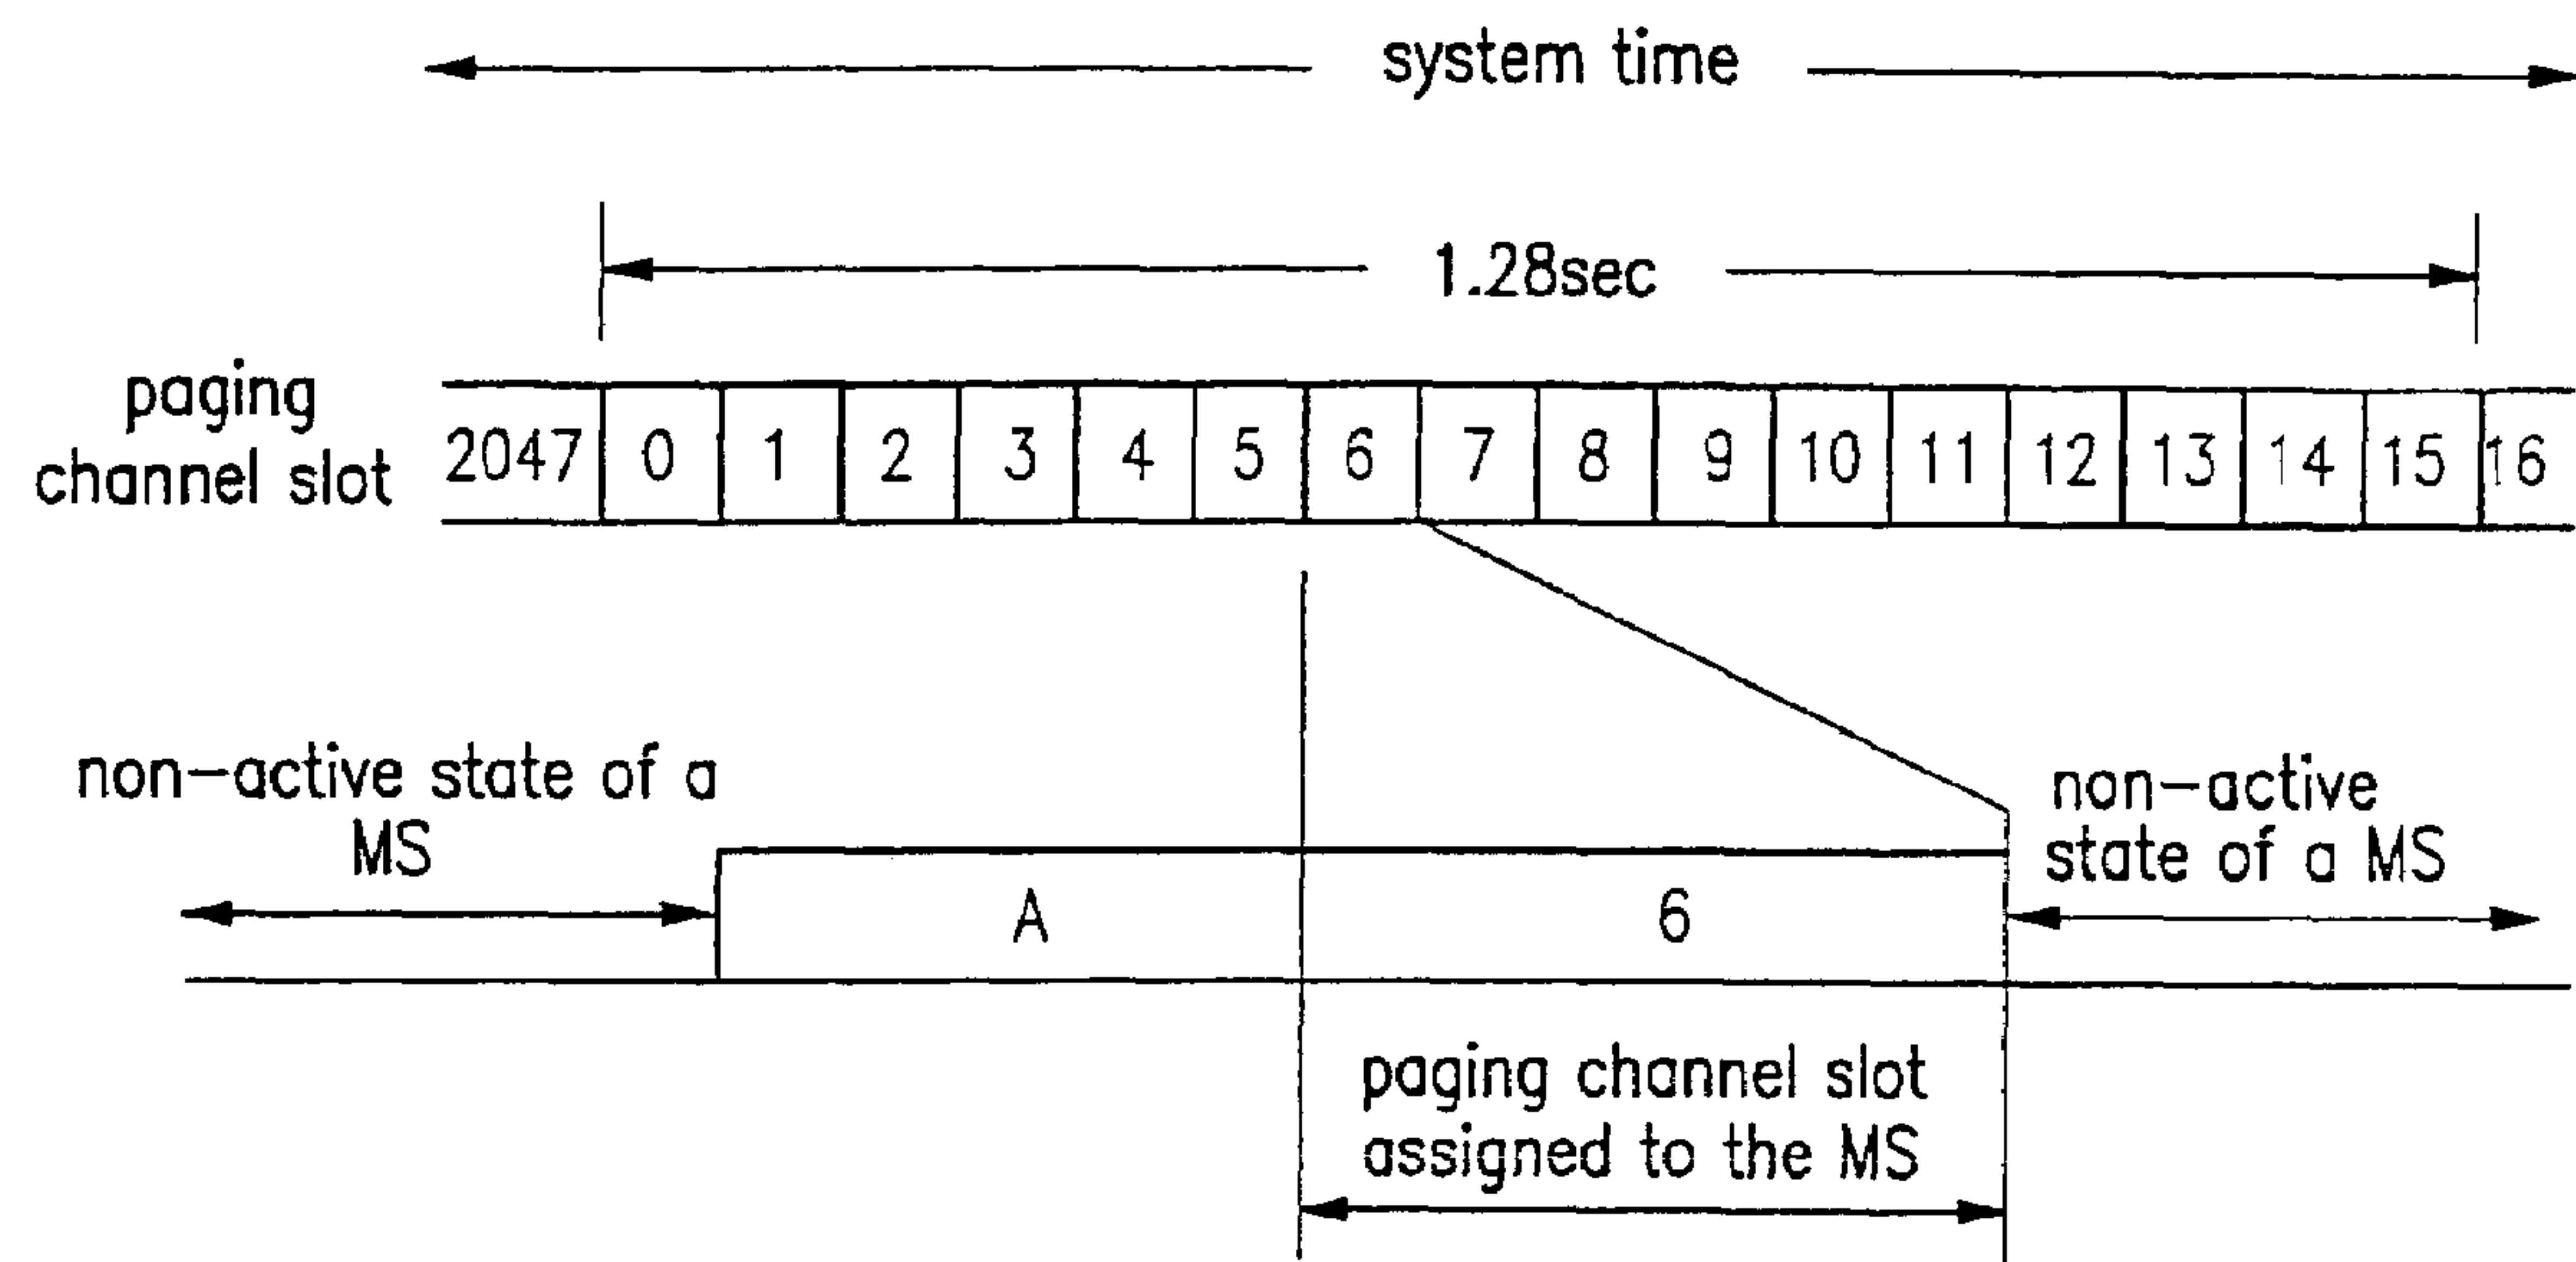 system time
1.28sec
paging
channel slot
2047 0 1 2 3 4 5 6 7 8 9 10 11 12 13 14 15 16
non-active state of a
MS
non-active
state of a MS
A 6
paging channel slot
assigned to the MS